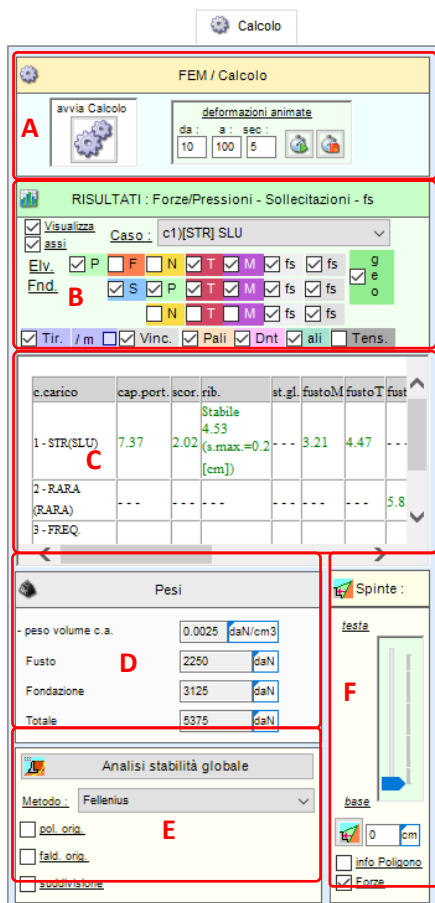 Calcolo
FEM / Calcolo
A
avvia Calcolo
deformazioni animate
da : a : sec :
10 100 5
RISULTATI : Forze/Pressioni - Sollecitazioni - fs
Visualizza
assi
Caso : c1)[STR] SLU
Elv. P F N T M fs fs geo
Fnd. S P T M fs fs
B
N T M fs fs
Tir. / m Vinc. Pali Dnt ali Tens.
c.carico cap.port. scor. rib. st.gl. fustoM fustoT fust
1 - STR(SLU) 7.37 2.02 Stabile 4.53 (s.max.=0.2 [cm]) - - - 3.21 4.47 - - -
C
2 - RARA (RARA) - - - - - - - - - - - - - - - - - - 5.8
3 - FREQ.
Pesi
- peso volume c.a. 0.0025 daN/cm3
Fusto 2250 daN
D
Fondazione 3125 daN
Totale 5375 daN
Analisi stabilità globale
Metodo : Fellenius
pol. orig.
E
fald. orig.
suddivisione
Spinte :
testa
F
base
0 cm
info Poligono
Forze